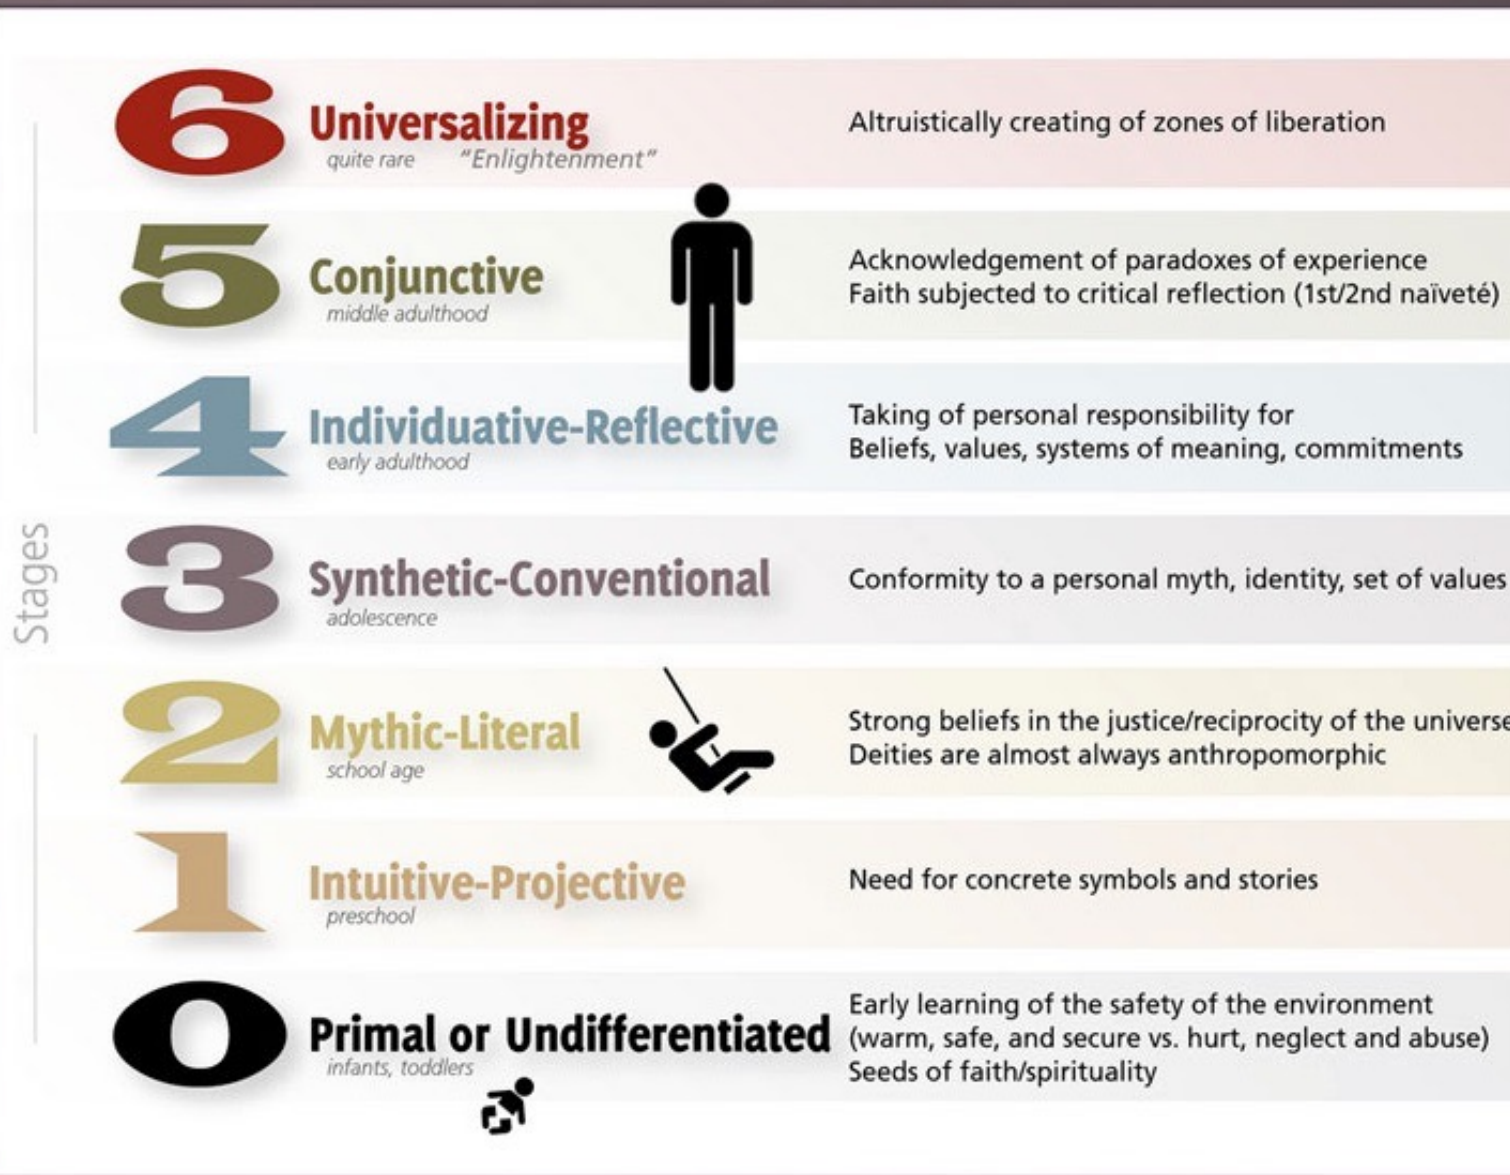 6
Universalizing
quite rare "Enlightenment"
Altruistically creating of zones of liberation
5
Conjunctive
middle adulthood
Acknowledgement of paradoxes of experience
Faith subjected to critical reflection (1st/2nd naïveté)
4
Individuative-Reflective
early adulthood
Taking of personal responsibility for
Beliefs, values, systems of meaning, commitments
Stages
3
Synthetic-Conventional
adolescence
Conformity to a personal myth, identity, set of values
2
Mythic-Literal
school age
Strong beliefs in the justice/reciprocity of the universe
Deities are almost always anthropomorphic
1
Intuitive-Projective
preschool
Need for concrete symbols and stories
0
Primal or Undifferentiated
infants, toddlers
Early learning of the safety of the environment
(warm, safe, and secure vs. hurt, neglect and abuse)
Seeds of faith/spirituality